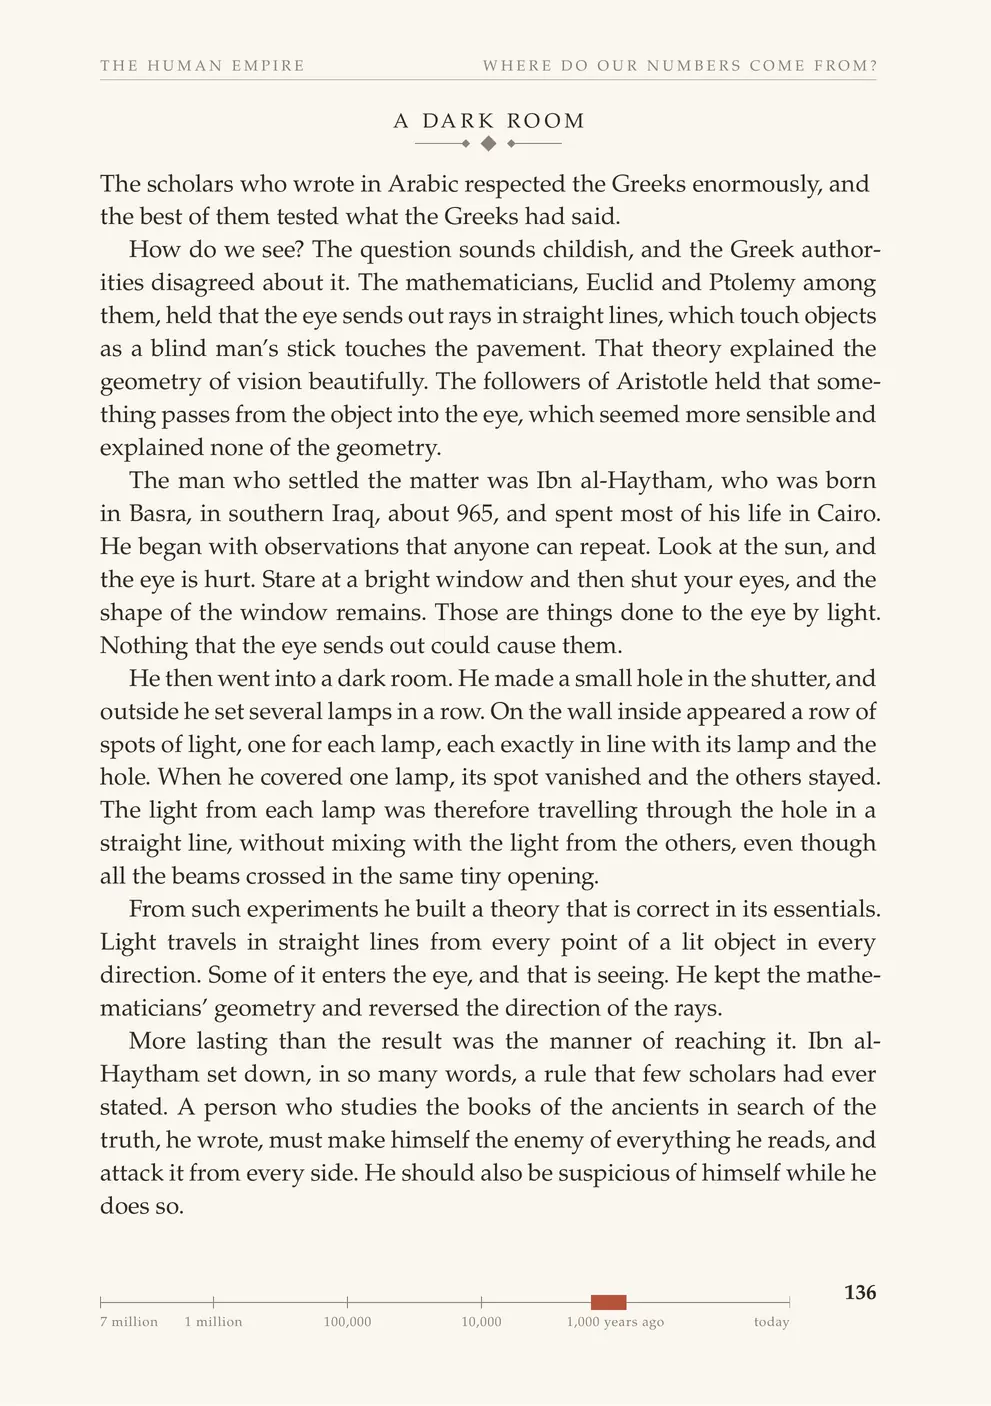 THE HUMAN EMPIRE
WHERE DO OUR NUMBERS COME FROM?
A DARK ROOM
The scholars who wrote in Arabic respected the Greeks enormously, and
the best of them tested what the Greeks had said.
How do we see? The question sounds childish, and the Greek author-
ities disagreed about it. The mathematicians, Euclid and Ptolemy among
them, held that the eye sends out rays in straight lines, which touch objects
as a blind man’s stick touches the pavement. That theory explained the
geometry of vision beautifully. The followers of Aristotle held that some-
thing passes from the object into the eye, which seemed more sensible and
explained none of the geometry.
The man who settled the matter was Ibn al-Haytham, who was born
in Basra, in southern Iraq, about 965, and spent most of his life in Cairo.
He began with observations that anyone can repeat. Look at the sun, and
the eye is hurt. Stare at a bright window and then shut your eyes, and the
shape of the window remains. Those are things done to the eye by light.
Nothing that the eye sends out could cause them.
He then went into a dark room. He made a small hole in the shutter, and
outside he set several lamps in a row. On the wall inside appeared a row of
spots of light, one for each lamp, each exactly in line with its lamp and the
hole. When he covered one lamp, its spot vanished and the others stayed.
The light from each lamp was therefore travelling through the hole in a
straight line, without mixing with the light from the others, even though
all the beams crossed in the same tiny opening.
From such experiments he built a theory that is correct in its essentials.
Light travels in straight lines from every point of a lit object in every
direction. Some of it enters the eye, and that is seeing. He kept the mathe-
maticians’ geometry and reversed the direction of the rays.
More lasting than the result was the manner of reaching it. Ibn al-
Haytham set down, in so many words, a rule that few scholars had ever
stated. A person who studies the books of the ancients in search of the
truth, he wrote, must make himself the enemy of everything he reads, and
attack it from every side. He should also be suspicious of himself while he
does so.
136
7 million 1 million 100,000 10,000 1,000 years ago today